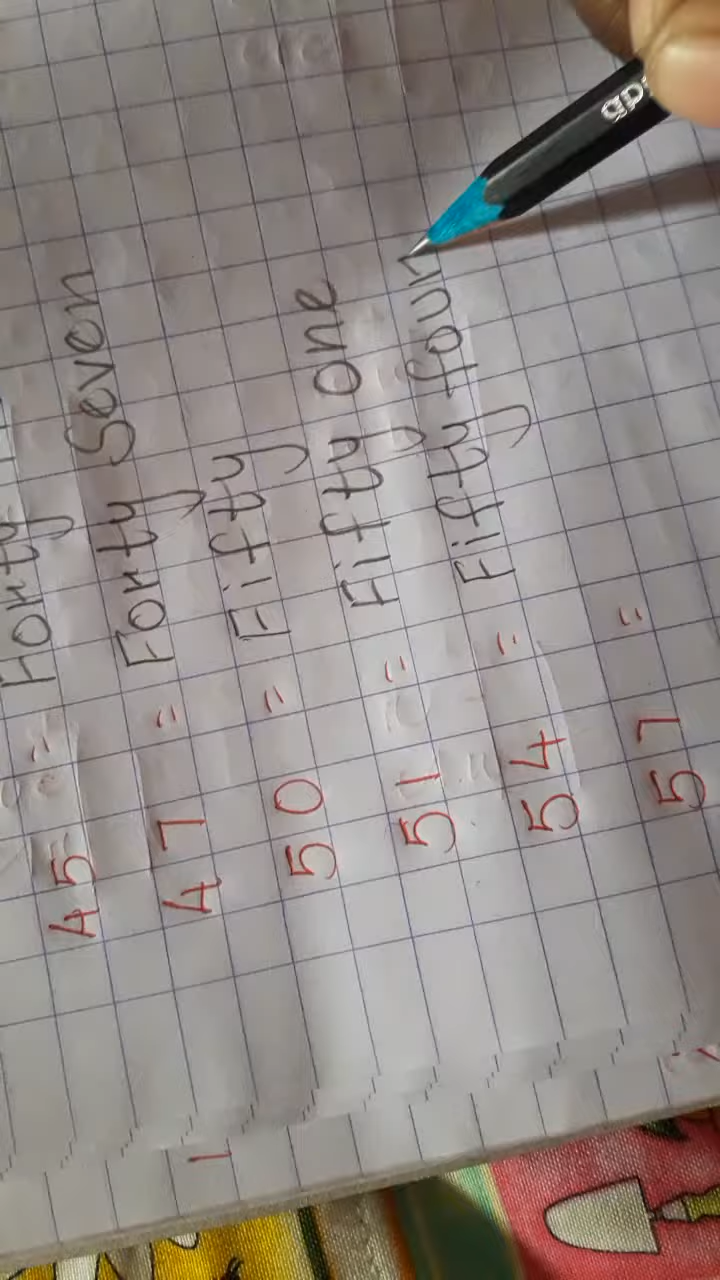 45 = Forty
47 = Forty Seven
50 = Fifty
51 = Fifty one
54 = Fifty four
57 =